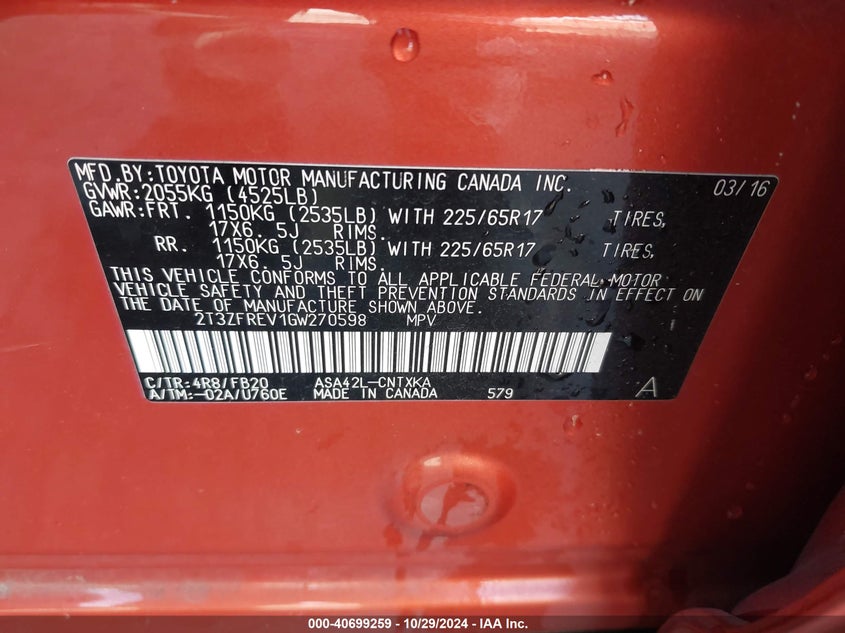 MFD.BY:TOYOTA MOTOR MANUFACTURING CANADA INC. 03/16
GVWR:2055KG (4525LB)
GAWR:FRT. 1150KG (2535LB) WITH 225/65R17 TIRES,
17X6. 5J RIMS.
RR. 1150KG (2535LB) WITH 225/65R17 TIRES,
17X6. 5J RIMS.
THIS VEHICLE CONFORMS TO ALL APPLICABLE FEDERAL MOTOR
VEHICLE SAFETY AND THEFT PREVENTION STANDARDS IN EFFECT ON
THE DATE OF MANUFACTURE SHOWN ABOVE.
2T3ZFREV1GW270598 MPV
C/TR:4R8/FB20 ASA42L-CNTXKA
A/TM:-02A/U760E MADE IN CANADA 579 A
000-40699259 - 10/29/2024 - IAA Inc.